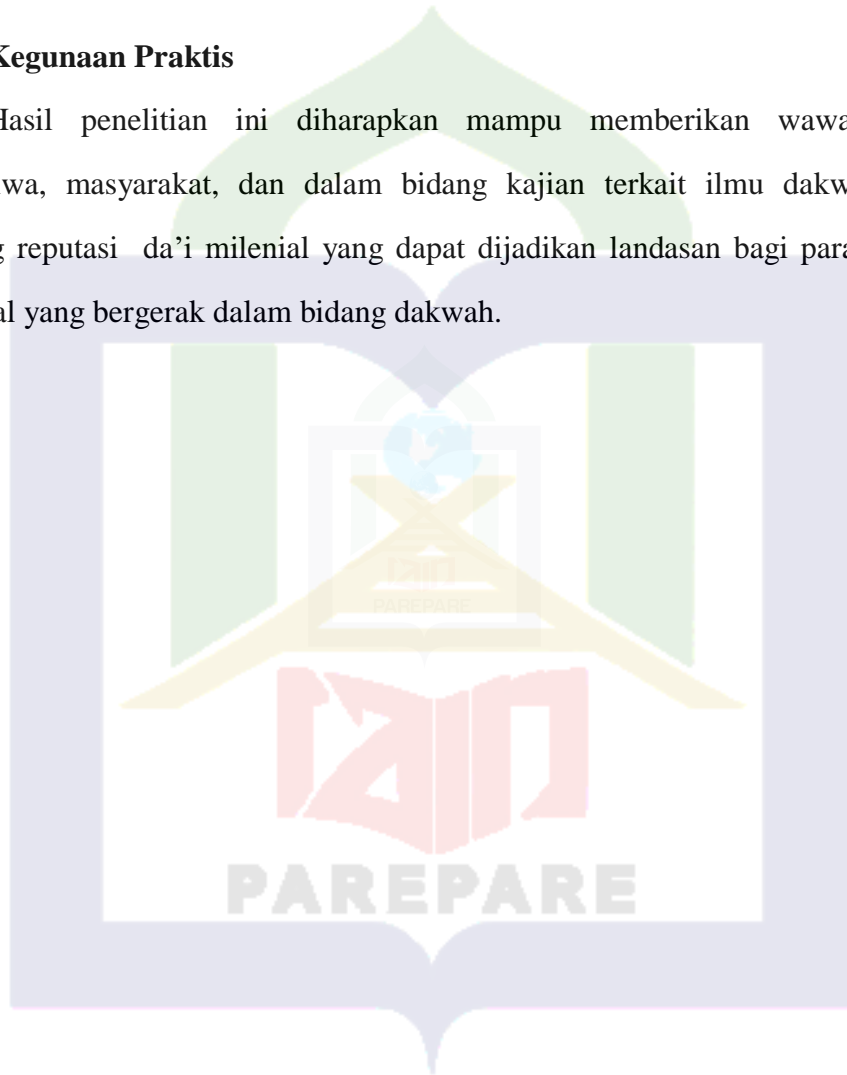 Kegunaan Praktis
Hasil penelitian ini diharapkan mampu memberikan wawa
wa, masyarakat, dan dalam bidang kajian terkait ilmu dakw
g reputasi da’i milenial yang dapat dijadikan landasan bagi para
al yang bergerak dalam bidang dakwah.
PAREPARE
IAIN
PAREPARE